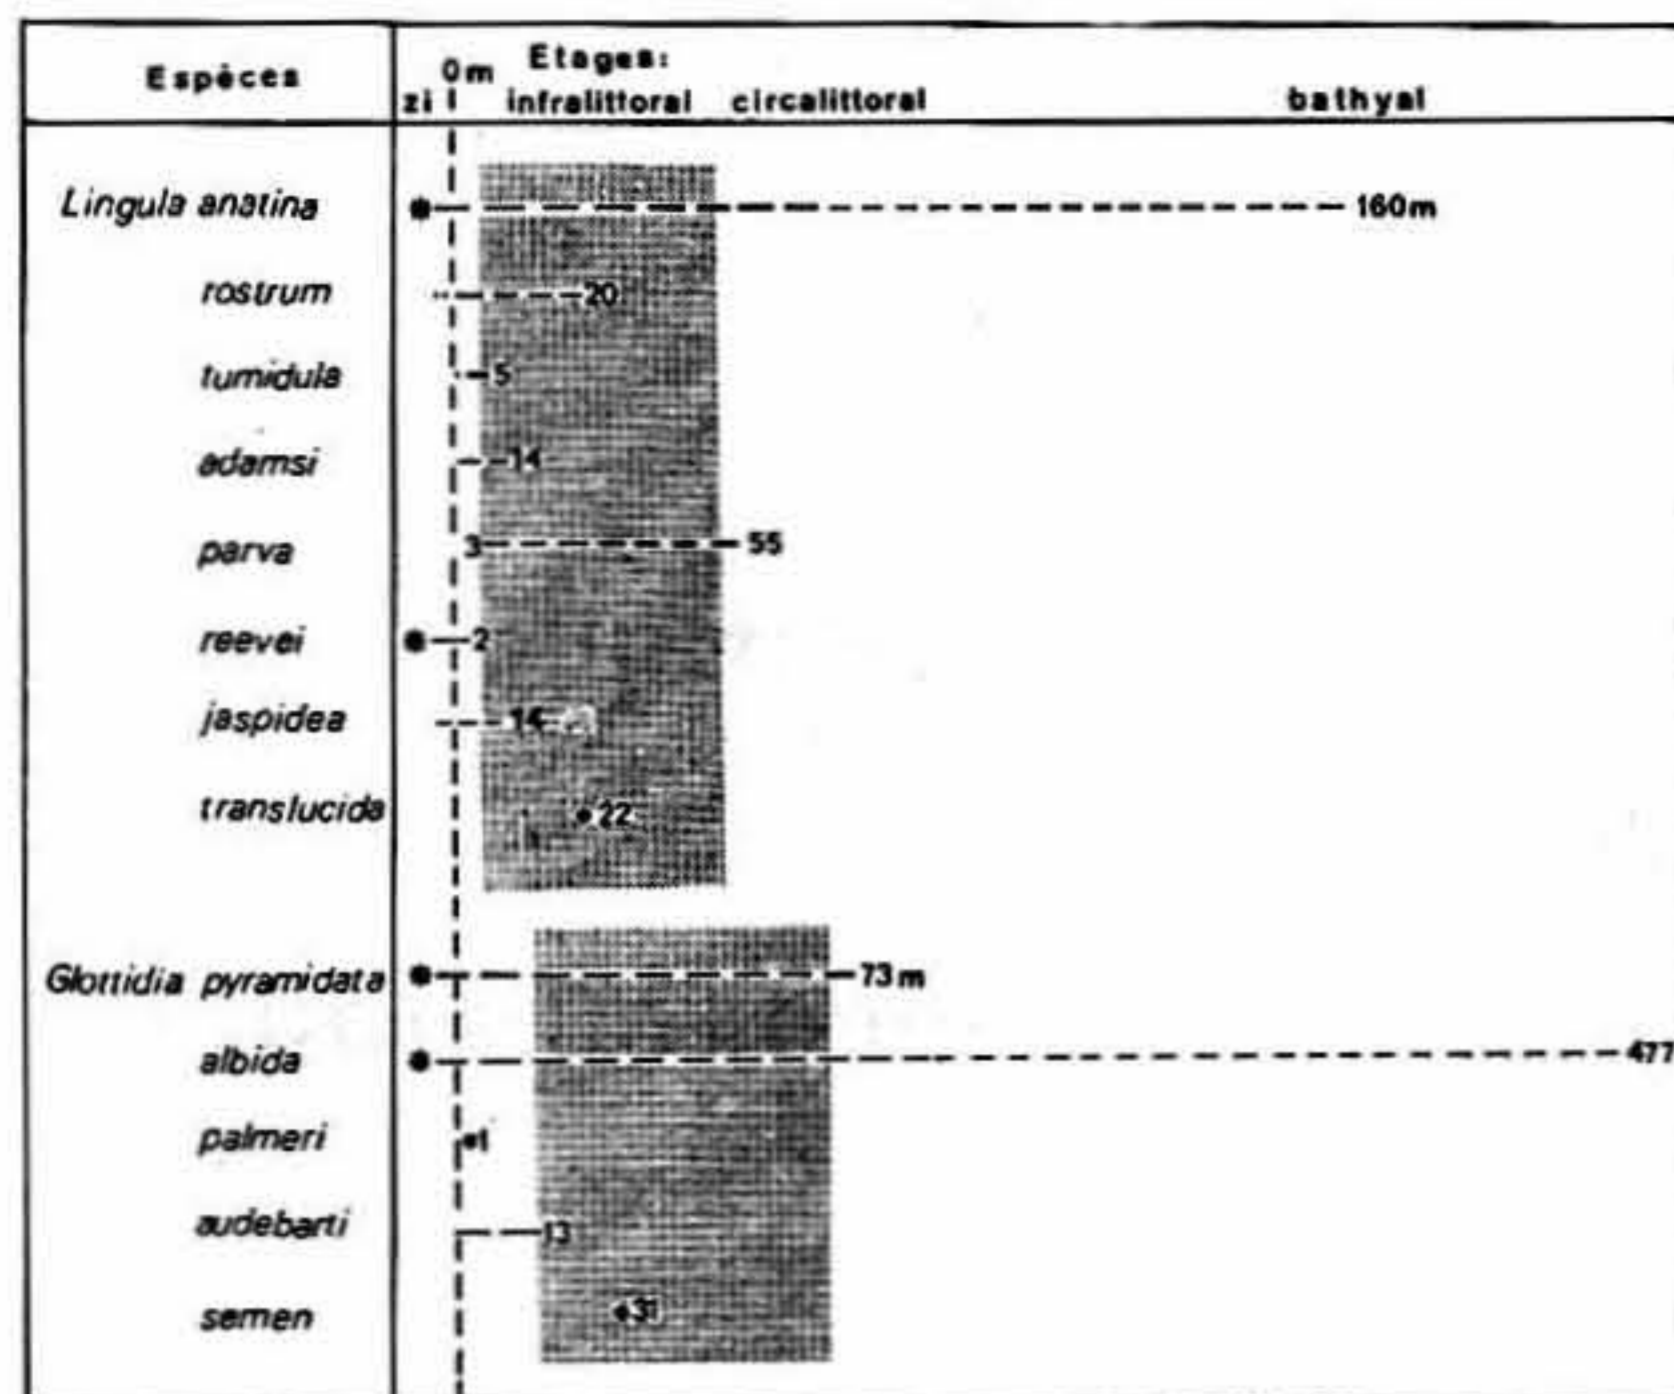 Espèces
0m Etages:
zi infralittoral circalittoral bathyal
Lingula anatina 160m
rostrum 20
tumidula 5
adamsi 14
parva 3 55
reevei 2
jaspidea 14
translucida 22
Glottidia pyramidata 73m
albida 477
palmeri 1
audebarti 13
semen 31